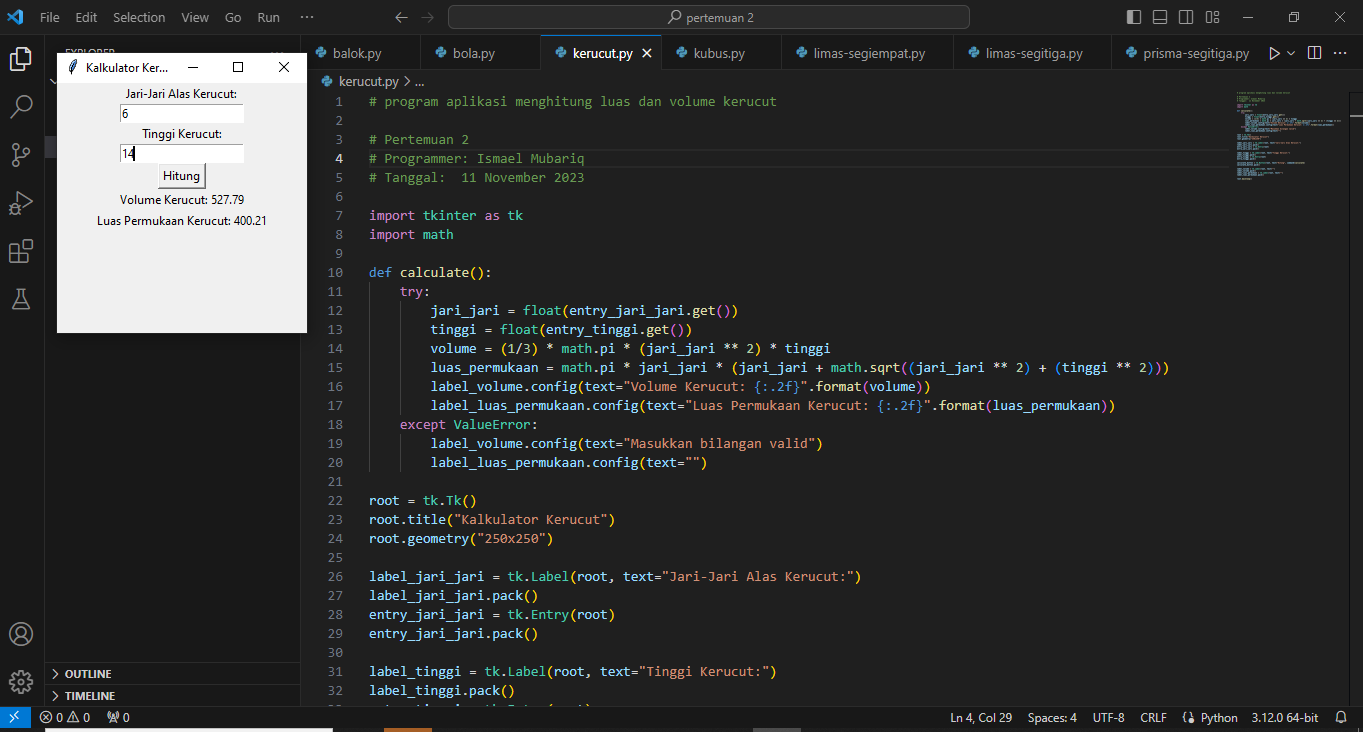 File Edit Selection View Go Run ··· pertemuan 2
EXPLORER
balok.py bola.py kerucut.py kubus.py limas-segiempat.py limas-segitiga.py prisma-segitiga.py
kerucut.py > ...
Kalkulator Ker...
Jari-Jari Alas Kerucut:
6
Tinggi Kerucut:
14
Hitung
Volume Kerucut: 527.79
Luas Permukaan Kerucut: 400.21
1 # program aplikasi menghitung luas dan volume kerucut
2
3 # Pertemuan 2
4 # Programmer: Ismael Mubariq
5 # Tanggal:  11 November 2023
6
7 import tkinter as tk
8 import math
9
10 def calculate():
11     try:
12         jari_jari = float(entry_jari_jari.get())
13         tinggi = float(entry_tinggi.get())
14         volume = (1/3) * math.pi * (jari_jari ** 2) * tinggi
15         luas_permukaan = math.pi * jari_jari * (jari_jari + math.sqrt((jari_jari ** 2) + (tinggi ** 2)))
16         label_volume.config(text="Volume Kerucut: {:.2f}".format(volume))
17         label_luas_permukaan.config(text="Luas Permukaan Kerucut: {:.2f}".format(luas_permukaan))
18     except ValueError:
19         label_volume.config(text="Masukkan bilangan valid")
20         label_luas_permukaan.config(text="")
21
22 root = tk.Tk()
23 root.title("Kalkulator Kerucut")
24 root.geometry("250x250")
25
26 label_jari_jari = tk.Label(root, text="Jari-Jari Alas Kerucut:")
27 label_jari_jari.pack()
28 entry_jari_jari = tk.Entry(root)
29 entry_jari_jari.pack()
30
31 label_tinggi = tk.Label(root, text="Tinggi Kerucut:")
32 label_tinggi.pack()
OUTLINE
TIMELINE
0 0 0 Ln 4, Col 29 Spaces: 4 UTF-8 CRLF Python 3.12.0 64-bit